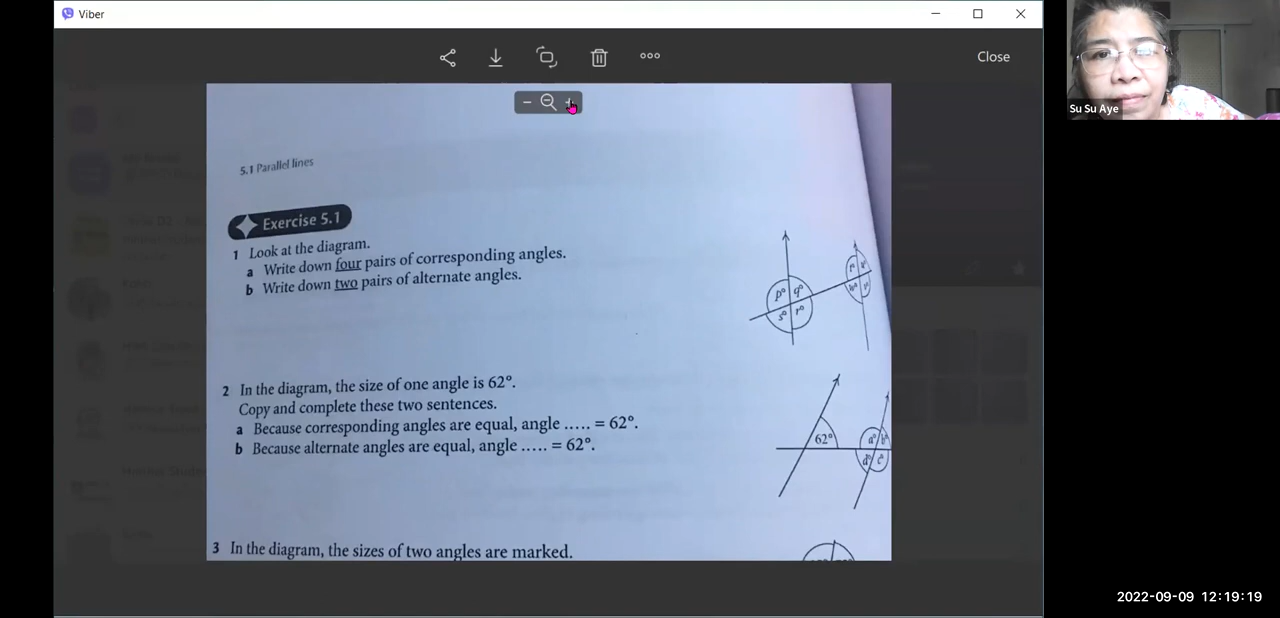 Viber
Close
Su Su Aye
5.1 Parallel lines
Exercise 5.1
1 Look at the diagram.
a Write down four pairs of corresponding angles.
b Write down two pairs of alternate angles.
p° q°
s° r°
2 In the diagram, the size of one angle is 62°.
Copy and complete these two sentences.
a Because corresponding angles are equal, angle ..... = 62°.
b Because alternate angles are equal, angle ..... = 62°.
62° a° b°
d° c°
3 In the diagram, the sizes of two angles are marked.
2022-09-09 12:19:19